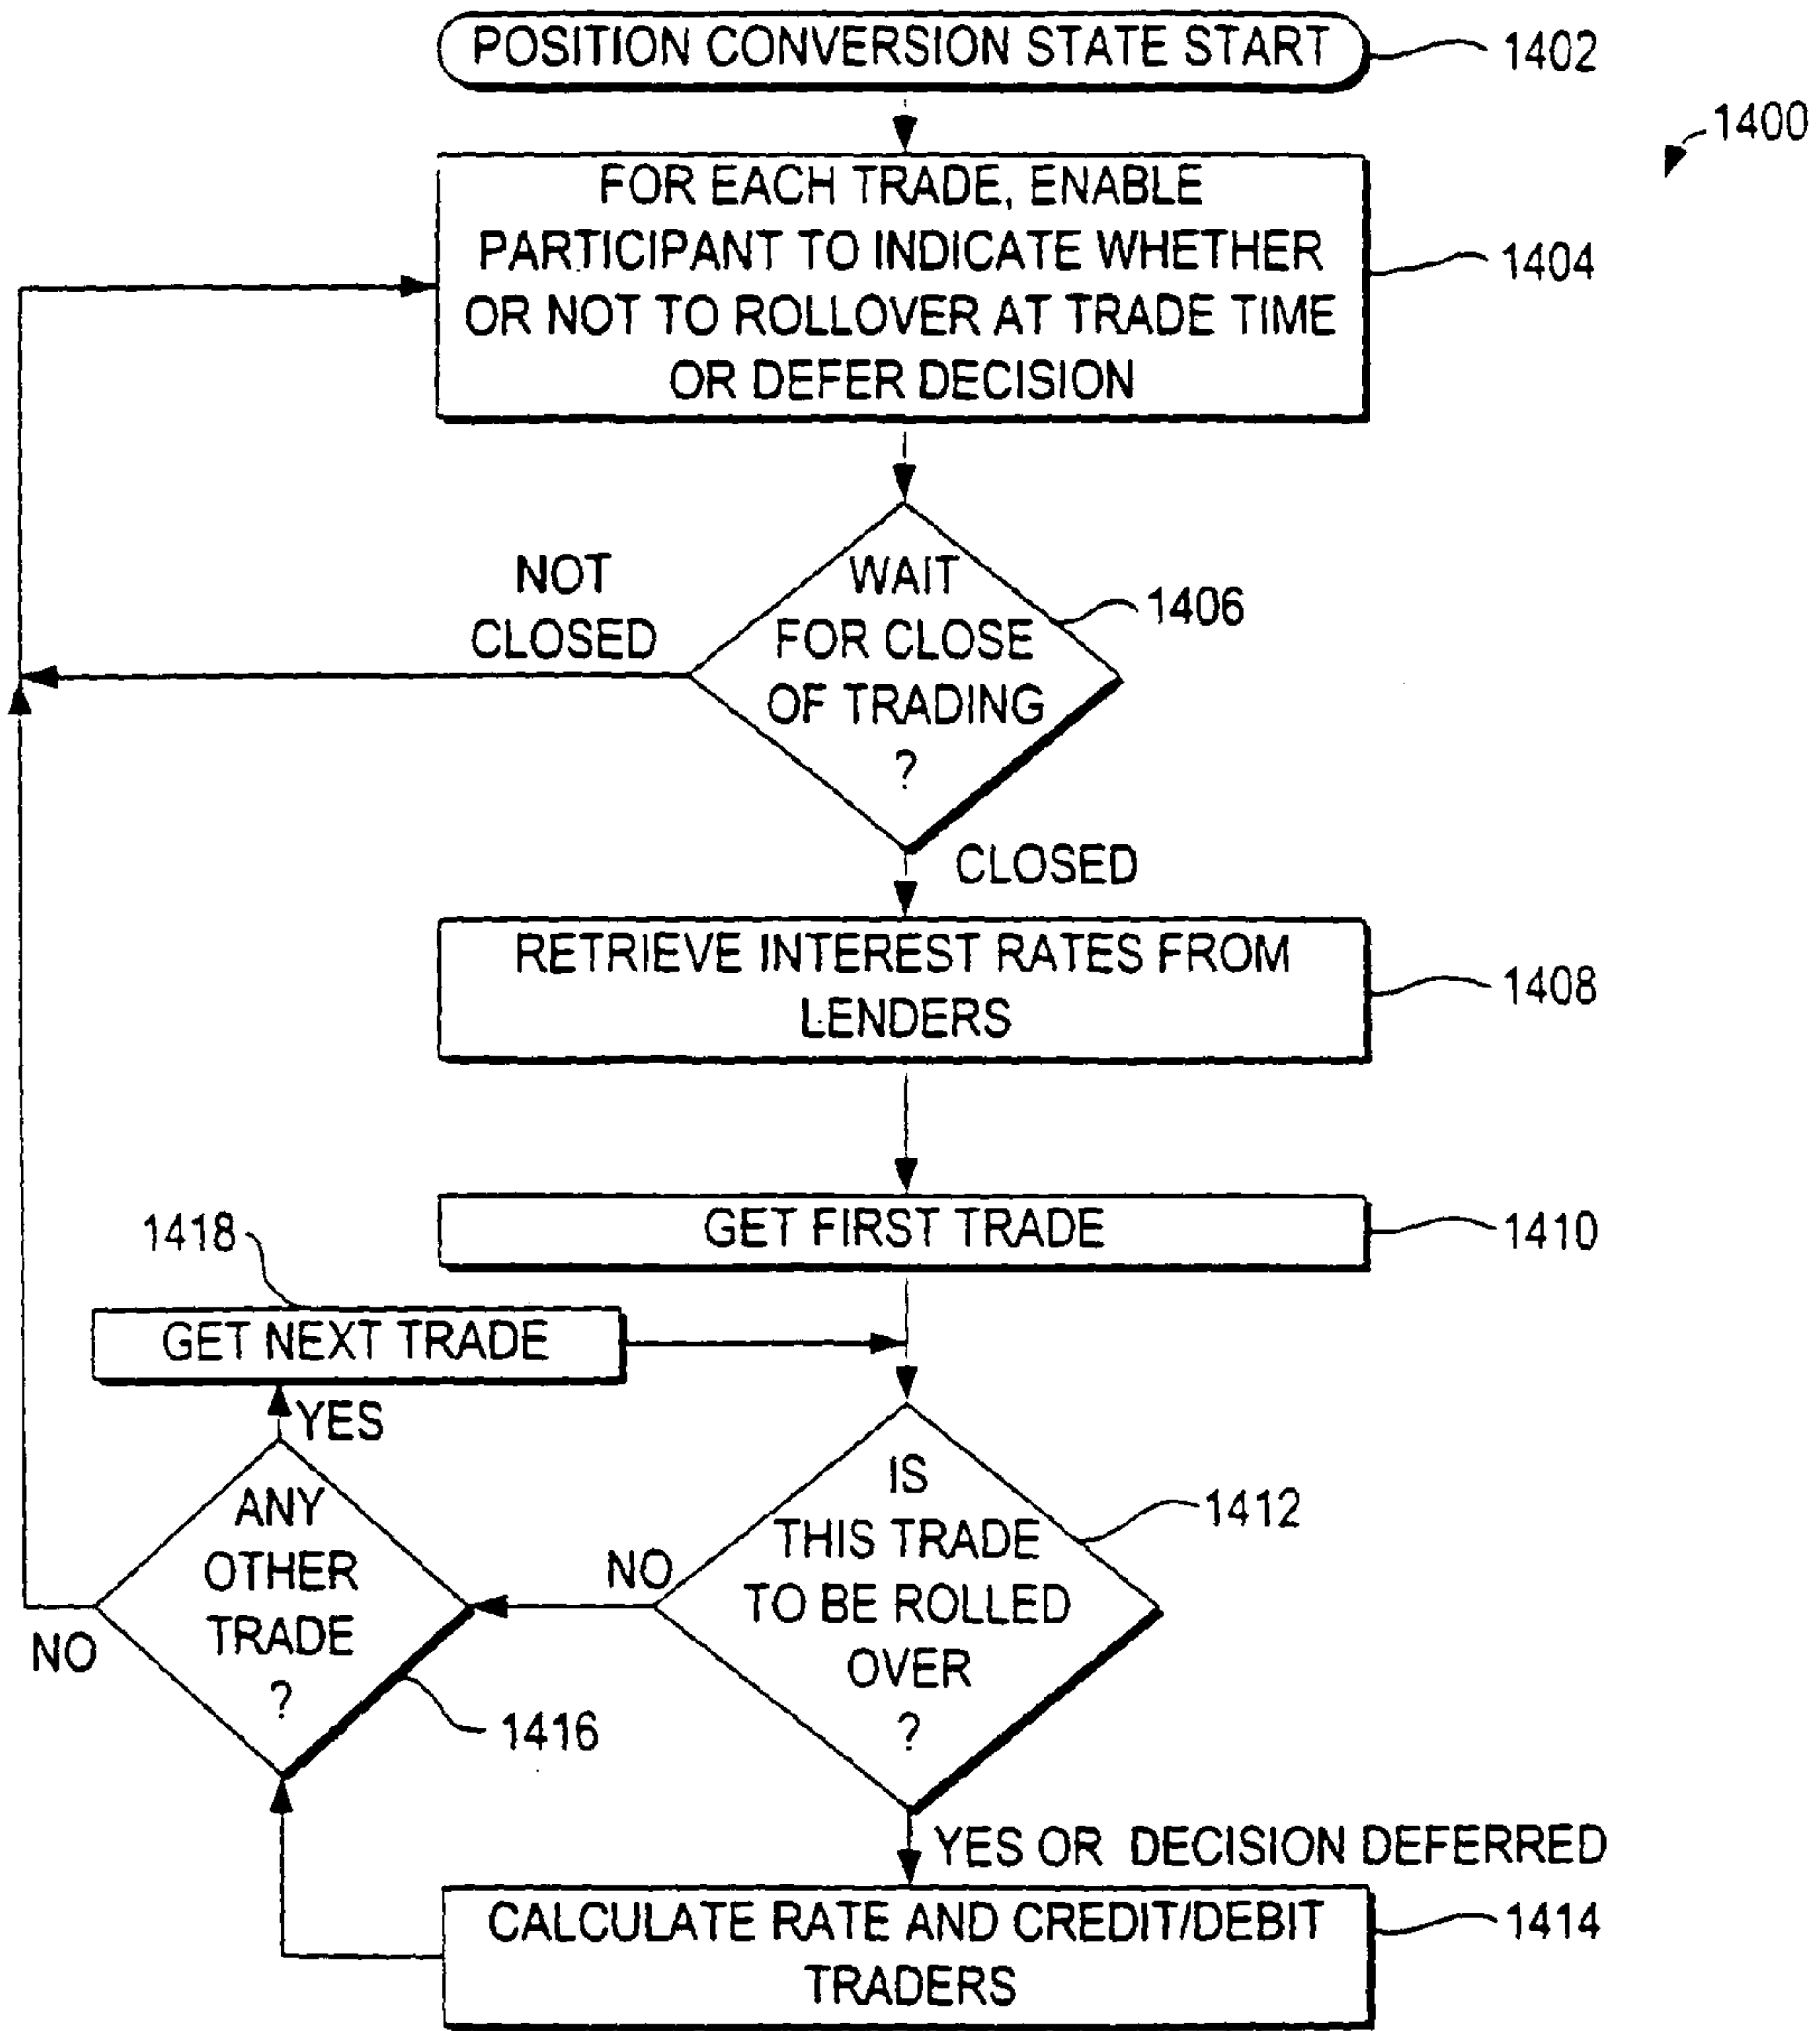 POSITION CONVERSION STATE START
1402
1400
FOR EACH TRADE, ENABLE
PARTICIPANT TO INDICATE WHETHER
OR NOT TO ROLLOVER AT TRADE TIME
OR DEFER DECISION
1404
NOT
CLOSED
WAIT
FOR CLOSE
OF TRADING
?
1406
CLOSED
RETRIEVE INTEREST RATES FROM
LENDERS
1408
GET FIRST TRADE
1410
1418
GET NEXT TRADE
YES
ANY
OTHER
TRADE
?
NO
1416
NO
IS
THIS TRADE
TO BE ROLLED
OVER
?
1412
YES OR DECISION DEFERRED
CALCULATE RATE AND CREDIT/DEBIT
TRADERS
1414